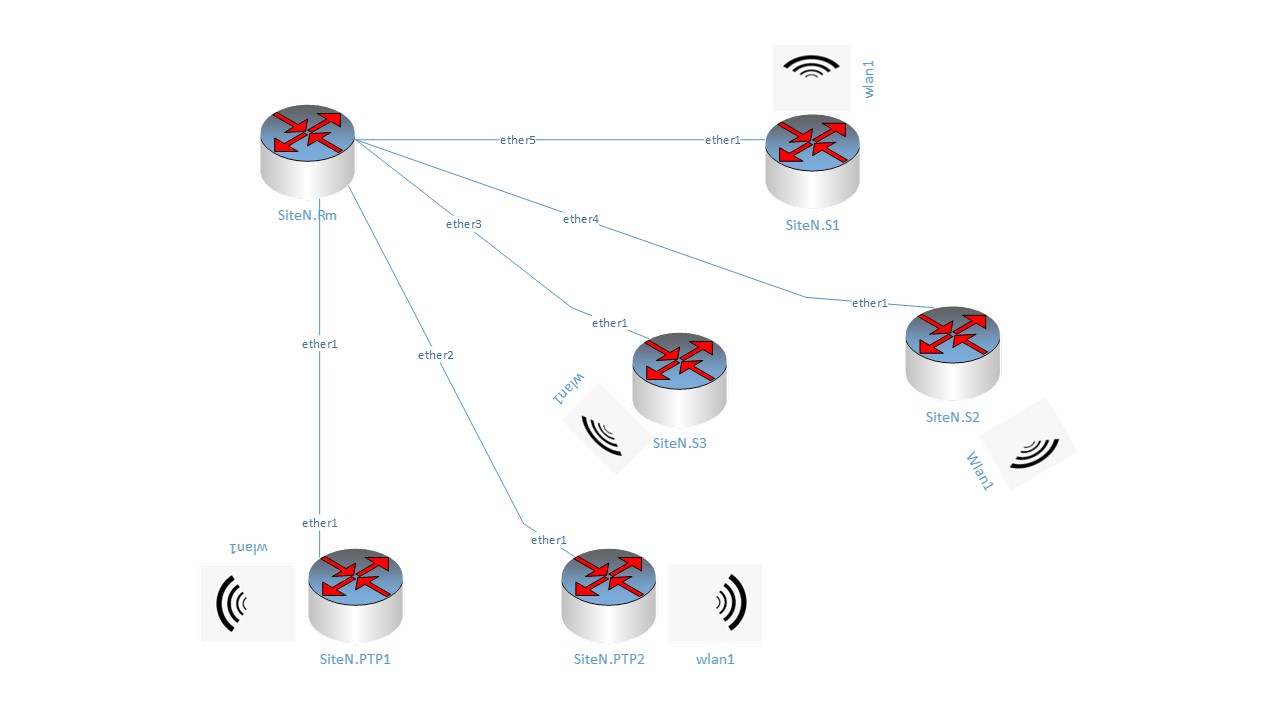 wlan1
ether5
ether1
SiteN.Rm
SiteN.S1
ether3
ether4
ether1
ether1
ether1
ether2
wlan1
SiteN.S3
SiteN.S2
Wlan1
ether1
ether1
wlan1
SiteN.PTP1
SiteN.PTP2
wlan1